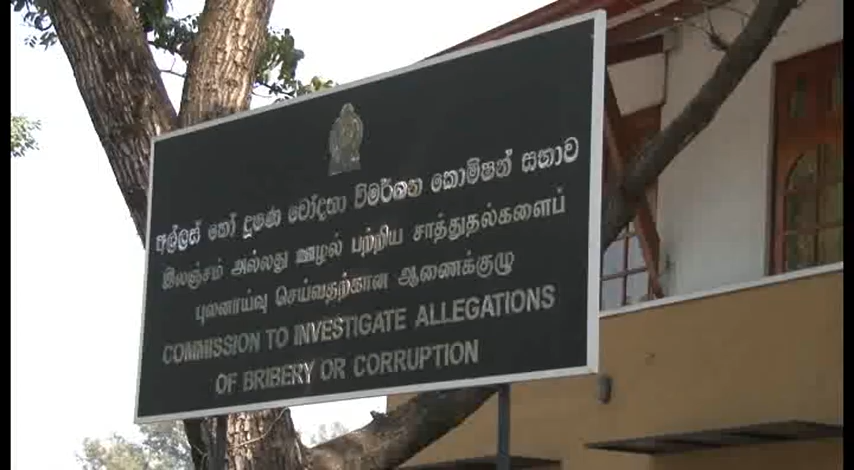 අල්ලස් හෝ දූෂණ චෝදනා විමර්ශන කොමිෂන් සභාව
இலஞ்சம் அல்லது ஊழல் பற்றிய சாத்துதல்களைப்
புலனாய்வு செய்வதற்கான ஆணைக்குழு
COMMISSION TO INVESTIGATE ALLEGATIONS
OF BRIBERY OR CORRUPTION